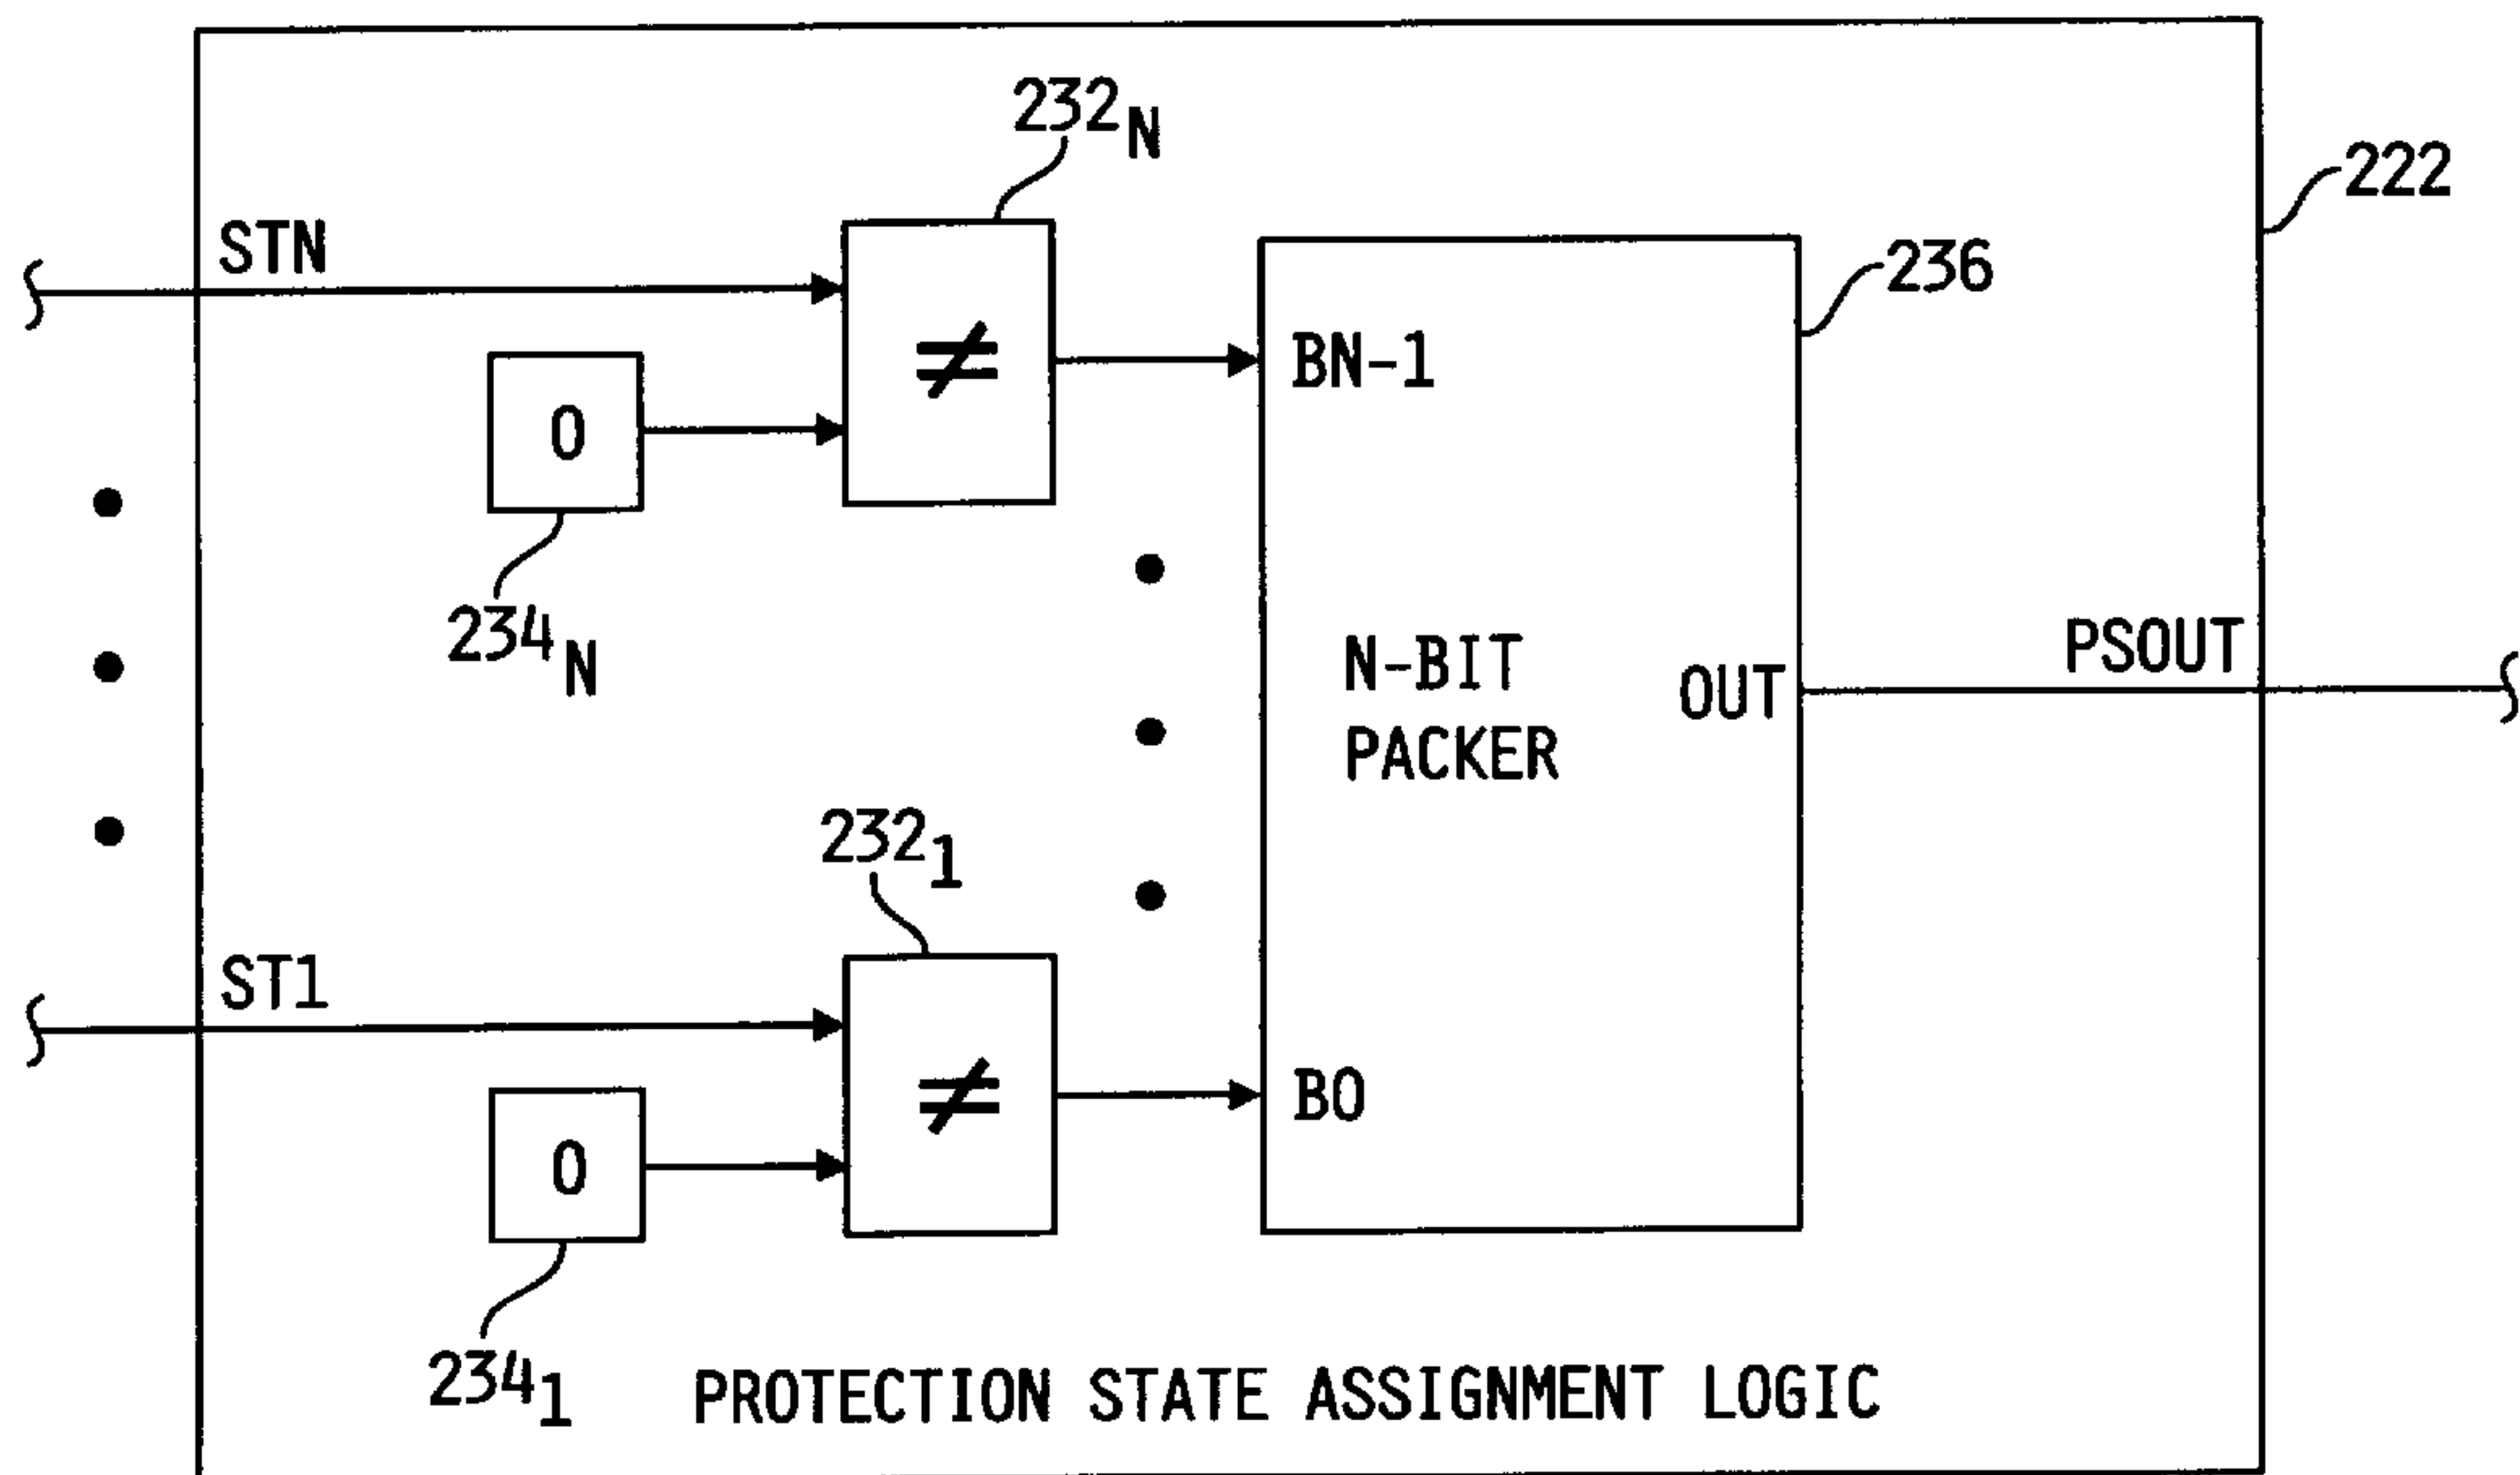 232N
222
STN
236
≠
BN-1
0
234N
N-BIT
PACKER
OUT
PSOUT
2321
ST1
≠
B0
0
2341
PROTECTION STATE ASSIGNMENT LOGIC